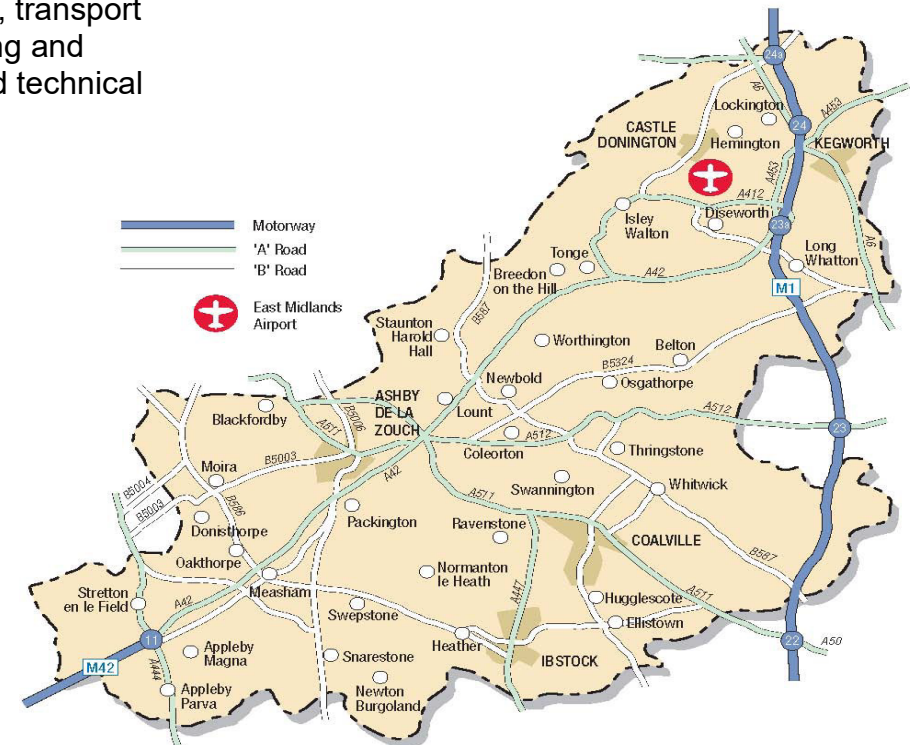 , transport
ng and
d technical
Motorway
'A' Road
'B' Road
East Midlands
Airport
24a
A6
Lockington
24
A453
CASTLE
DONINGTON
Hemington
KEGWORTH
A453
A412
Isley
Walton
Diseworth
23a
A6
Tonge
Long
Whatton
Breedon
on the Hill
A42
M1
B587
Staunton
Harold
Hall
Worthington
Belton
B5324
Newbold
Osgathorpe
ASHBY
DE LA
ZOUCH
Lount
A512
23
B5006
Blackfordby
A511
A512
Coleorton
Thringstone
B5003
Moira
A42
Swannington
Whitwick
B5004
B5003
B586
A511
Packington
Ravenstone
Donisthorpe
COALVILLE
B587
Oakthorpe
Normanton
le Heath
Measham
A447
Stretton
en le Field
A42
Hugglescote
A511
Swepstone
Ellistown
11
Heather
22
A50
Appleby
Magna
Snarestone
IBSTOCK
M42
A444
Newton
Burgoland
Appleby
Parva